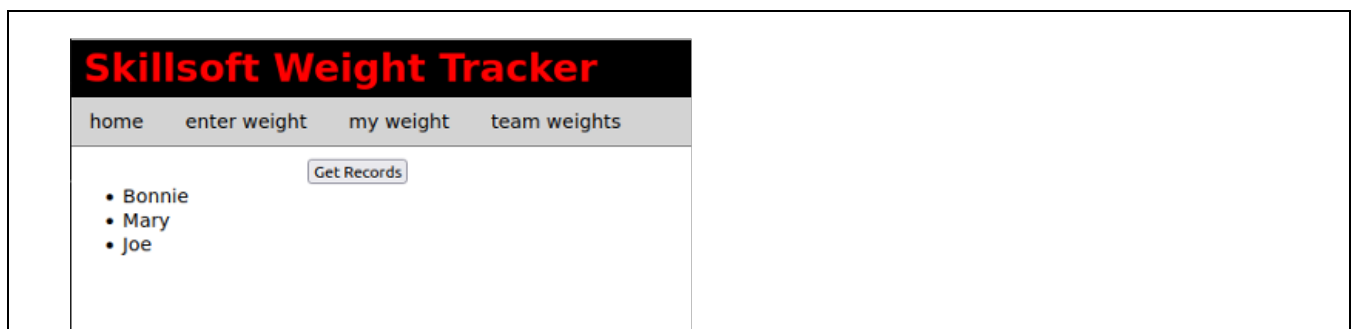 Skillsoft Weight Tracker
home enter weight my weight team weights
Get Records
• Bonnie
• Mary
• Joe